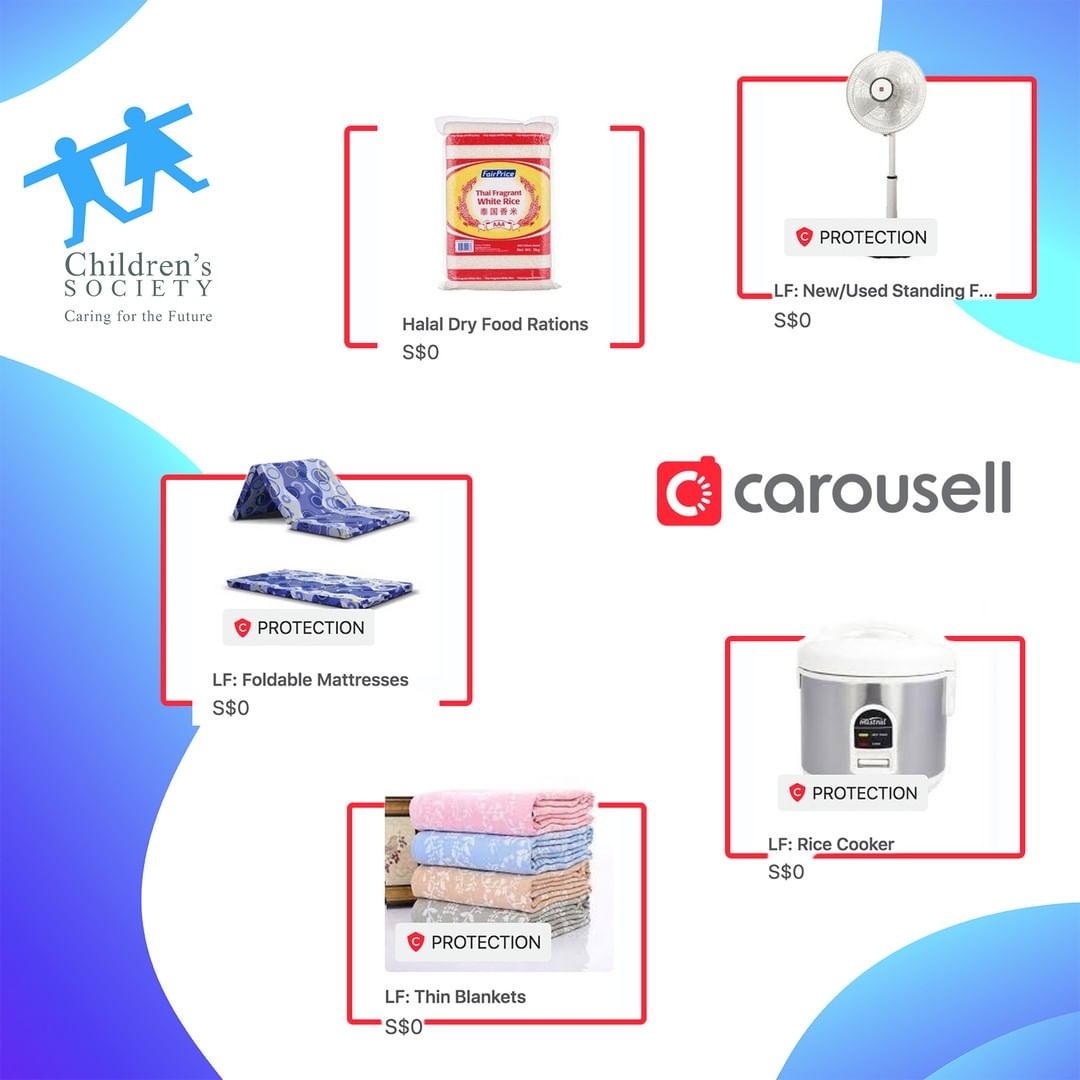 Children's
SOCIETY
Caring for the Future
FairPrice
Thai Fragrant
White Rice
泰国香米
AAA
Halal Dry Food Rations
S$0
PROTECTION
LF: New/Used Standing F...
S$0
carousell
PROTECTION
LF: Foldable Mattresses
S$0
mistral
PROTECTION
LF: Rice Cooker
S$0
PROTECTION
LF: Thin Blankets
S$0